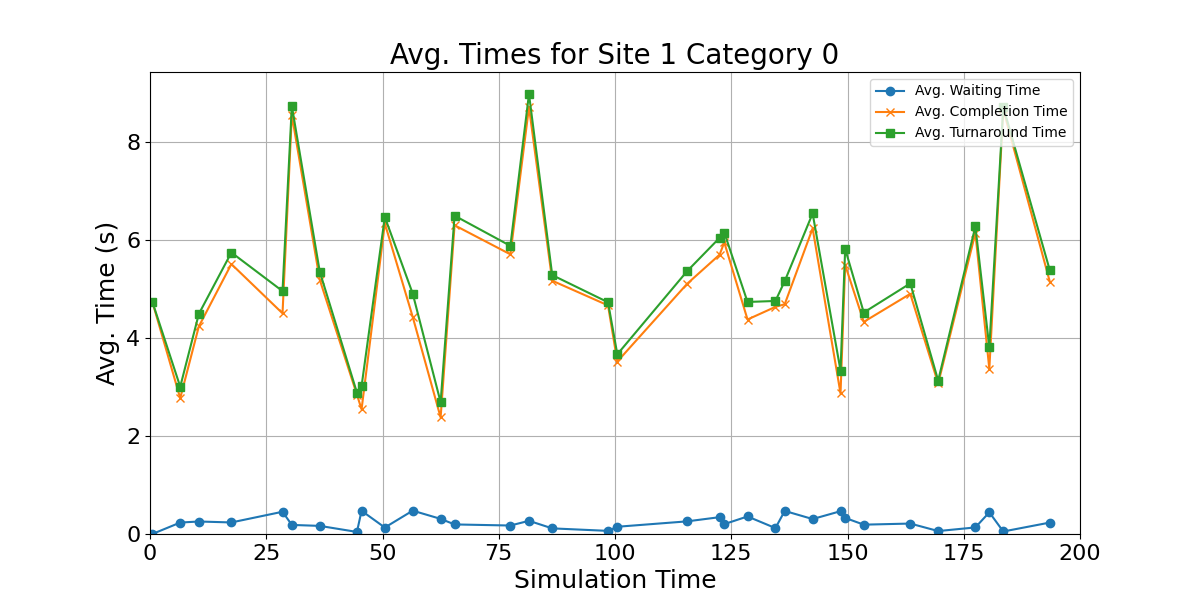 Avg. Times for Site 1 Category 0
Avg. Waiting Time
Avg. Completion Time
Avg. Turnaround Time
Avg. Time (s)
8
6
4
2
0
0 25 50 75 100 125 150 175 200
Simulation Time